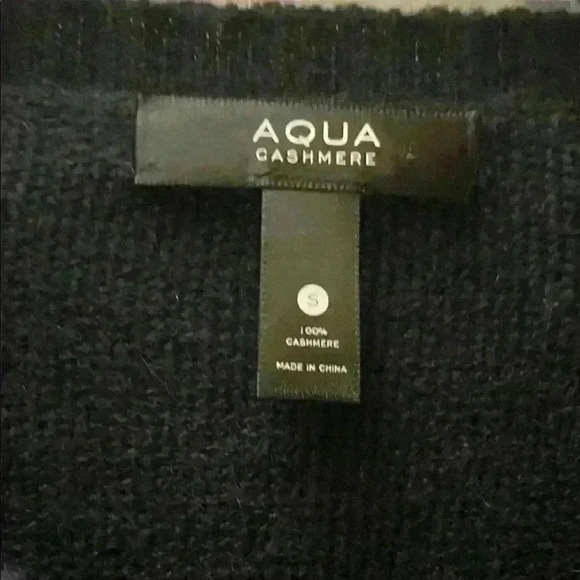 AQUA
CASHMERE
S
100%
CASHMERE
MADE IN CHINA